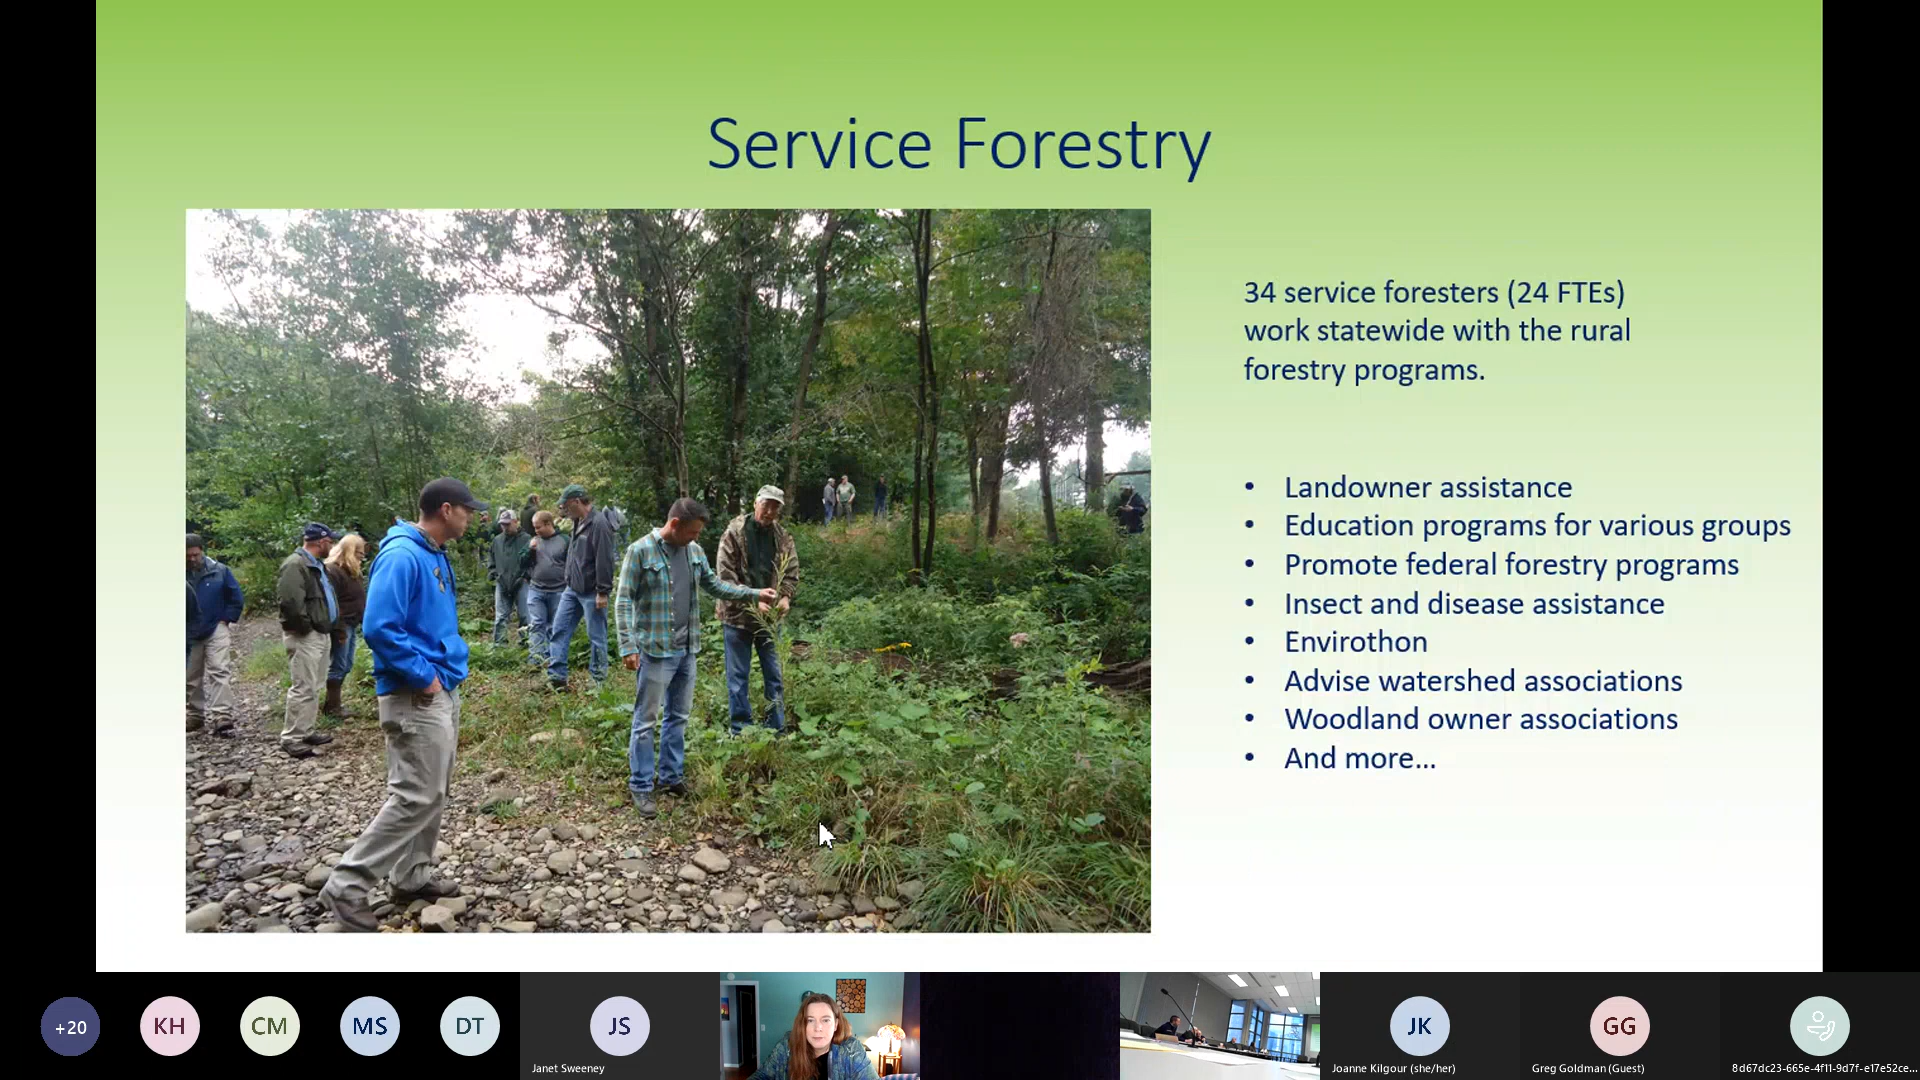 Service Forestry
34 service foresters (24 FTEs)
work statewide with the rural
forestry programs.
• Landowner assistance
• Education programs for various groups
• Promote federal forestry programs
• Insect and disease assistance
• Envirothon
• Advise watershed associations
• Woodland owner associations
• And more...
+20
KH
CM
MS
DT
JS
Janet Sweeney
JK
Joanne Kilgour (she/her)
GG
Greg Goldman (Guest)
8d67dc23-665e-4f11-9d7f-e17e52ce...